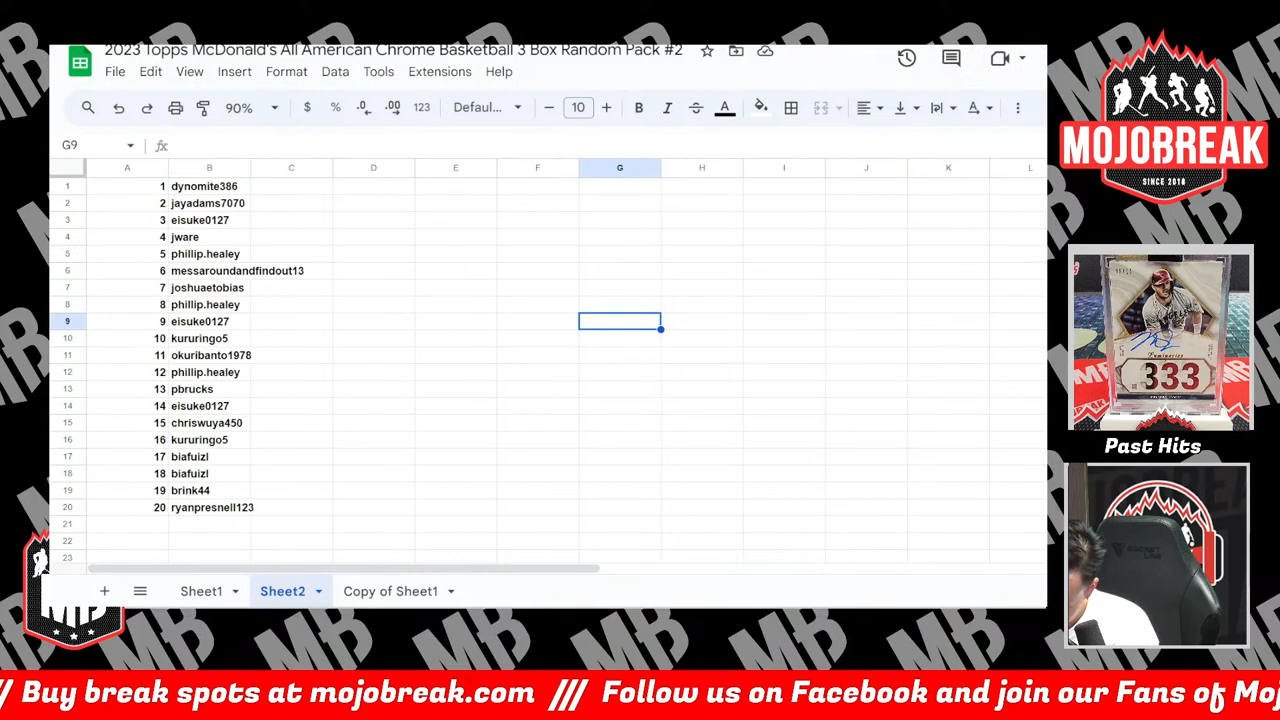 2023 Topps McDonald's All American Chrome Basketball 3 Box Random Pack #2
File Edit View Insert Format Data Tools Extensions Help
90% $ % .0 .00 123 Defaul... 10 B I A
G9 fx
A B C D E F G H I J K L
1 1 dynomite386
2 2 jayadams7070
3 3 eisuke0127
4 4 jware
5 5 phillip.healey
6 6 messaroundandfindout13
7 7 joshuaetobias
8 8 phillip.healey
9 9 eisuke0127
10 10 kururingo5
11 11 okuribanto1978
12 12 phillip.healey
13 13 pbrucks
14 14 eisuke0127
15 15 chriswuya450
16 16 kururingo5
17 17 biafuizl
18 18 biafuizl
19 19 brink44
20 20 ryanpresnell123
21
22
23
Sheet1 Sheet2 Copy of Sheet1
MOJOBREAK
SINCE 2016
Luminaries
333
Past Hits
SECRETLAB
MB
// Buy break spots at mojobreak.com /// Follow us on Facebook and join our Fans of Moj